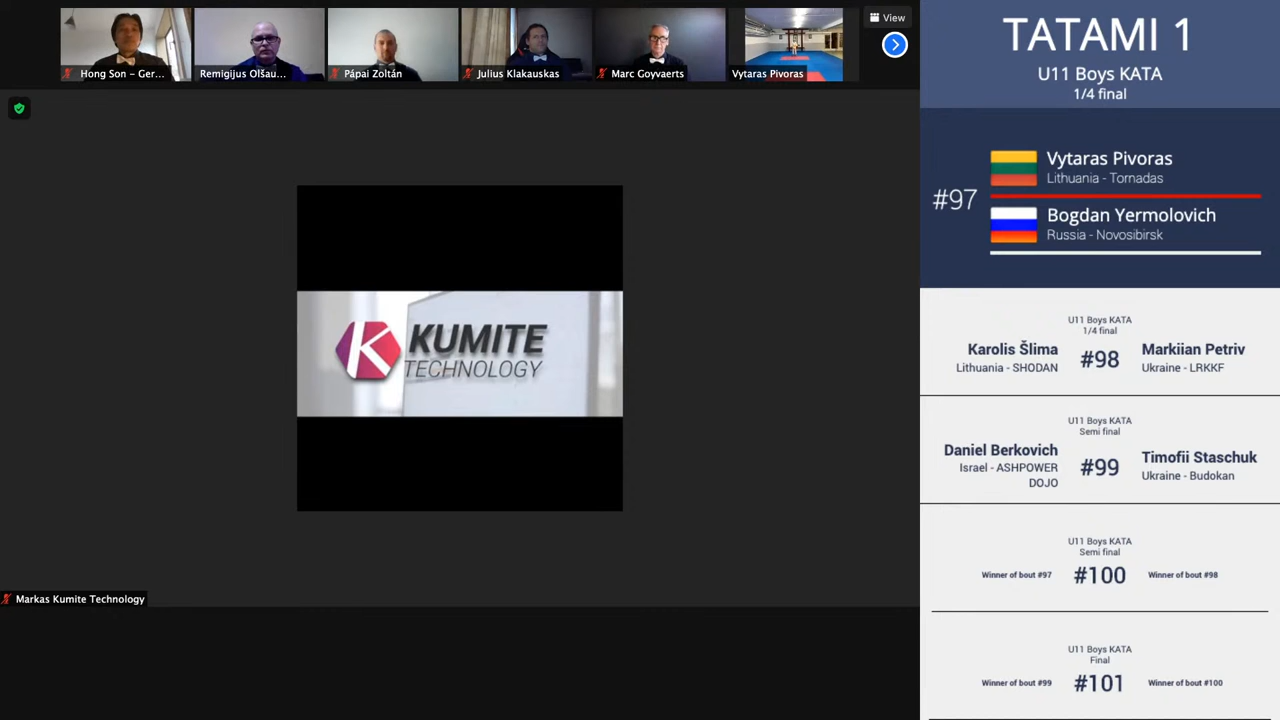 Hong Son – Ger...
Remigijus Olšau...
Pápai Zoltán
Julius Klakauskas
Marc Goyvaerts
Vytaras Pivoras
View
KUMITE
TECHNOLOGY
Markas Kumite Technology
TATAMI 1
U11 Boys KATA
1/4 final
#97
Vytaras Pivoras
Lithuania - Tornadas
Bogdan Yermolovich
Russia - Novosibirsk
U11 Boys KATA
1/4 final
Karolis Šlima
Lithuania - SHODAN
#98
Markiian Petriv
Ukraine - LRKKF
U11 Boys KATA
Semi final
Daniel Berkovich
Israel - ASHPOWER
DOJO
#99
Timofii Staschuk
Ukraine - Budokan
U11 Boys KATA
Semi final
Winner of bout #97
#100
Winner of bout #98
U11 Boys KATA
Final
Winner of bout #99
#101
Winner of bout #100